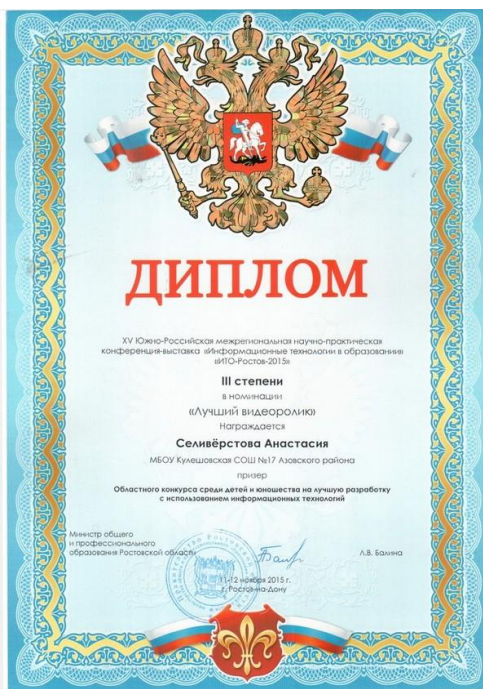 ДИПЛОМ
XV Южно-Российская межрегиональная научно-практическая
конференция-выставка «Информационные технологии в образовании»
«ИТО-Ростов-2015»
III степени
в номинации
«Лучший видеоролик»
Награждается
Селивёрстова Анастасия
МБОУ Кулешовская СОШ №17 Азовского района
призер
Областного конкурса среди детей и юношества на лучшую разработку
с использованием информационных технологий
Министр общего
и профессионального
образования Ростовской области
Л.В. Балина
11-12 ноября 2015 г.
г. Ростов-на-Дону